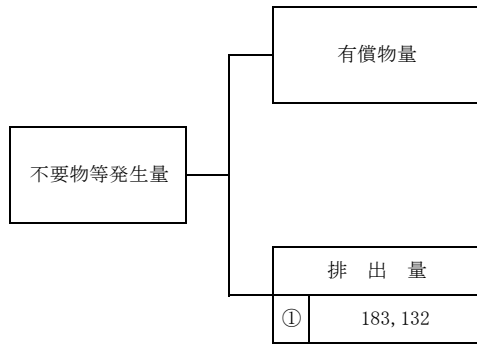 有償物量
不要物等発生量
排 出 量
① 183,132